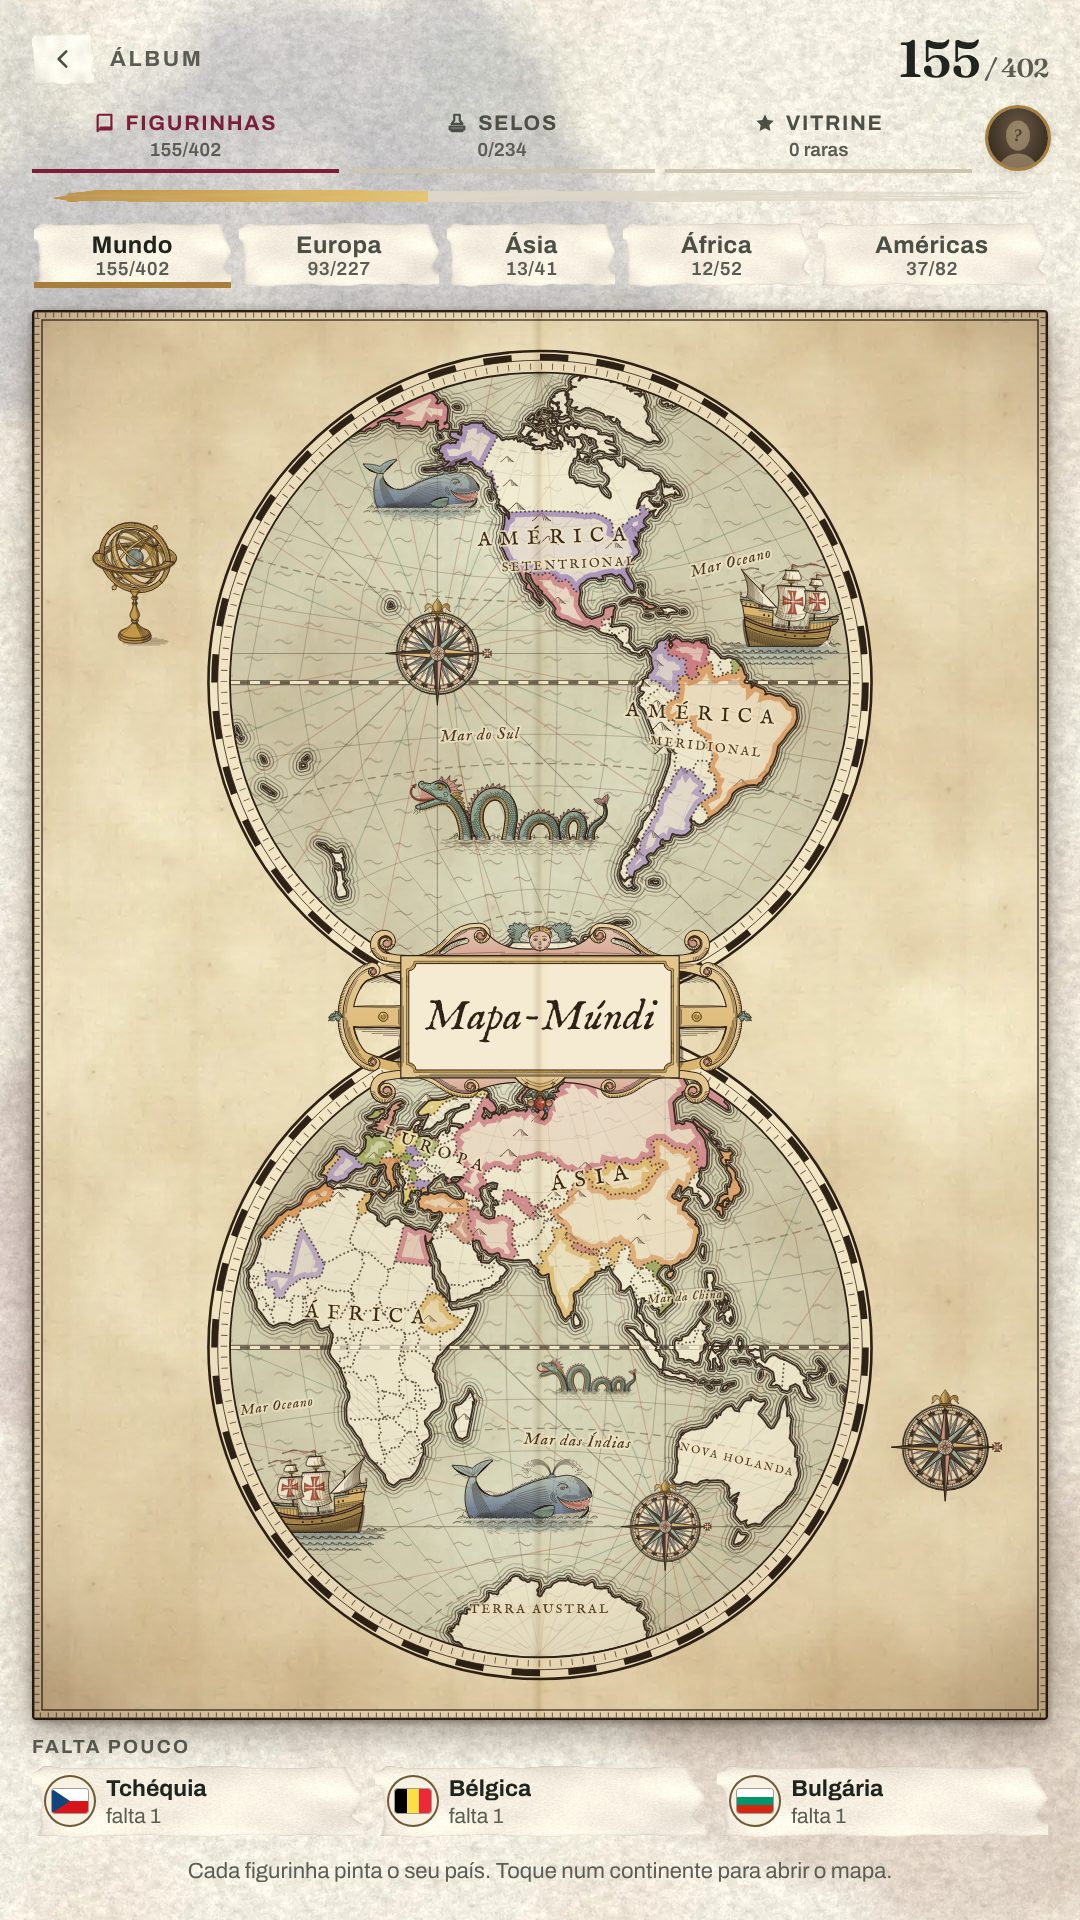 ÁLBUM
155/402
FIGURINHAS
155/402
SELOS
0/234
VITRINE
0 raras
?
Mundo
155/402
Europa
93/227
Ásia
13/41
África
12/52
Américas
37/82
AMÉRICA
SETENTRIONAL
Mar Oceano
AMÉRICA
MERIDIONAL
Mar do Sul
Mapa-Múndi
EUROPA
ÁSIA
Mar da China
ÁFRICA
Mar Oceano
Mar das Índias
NOVA HOLANDA
TERRA AUSTRAL
FALTA POUCO
Tchéquia
falta 1
Bélgica
falta 1
Bulgária
falta 1
Cada figurinha pinta o seu país. Toque num continente para abrir o mapa.